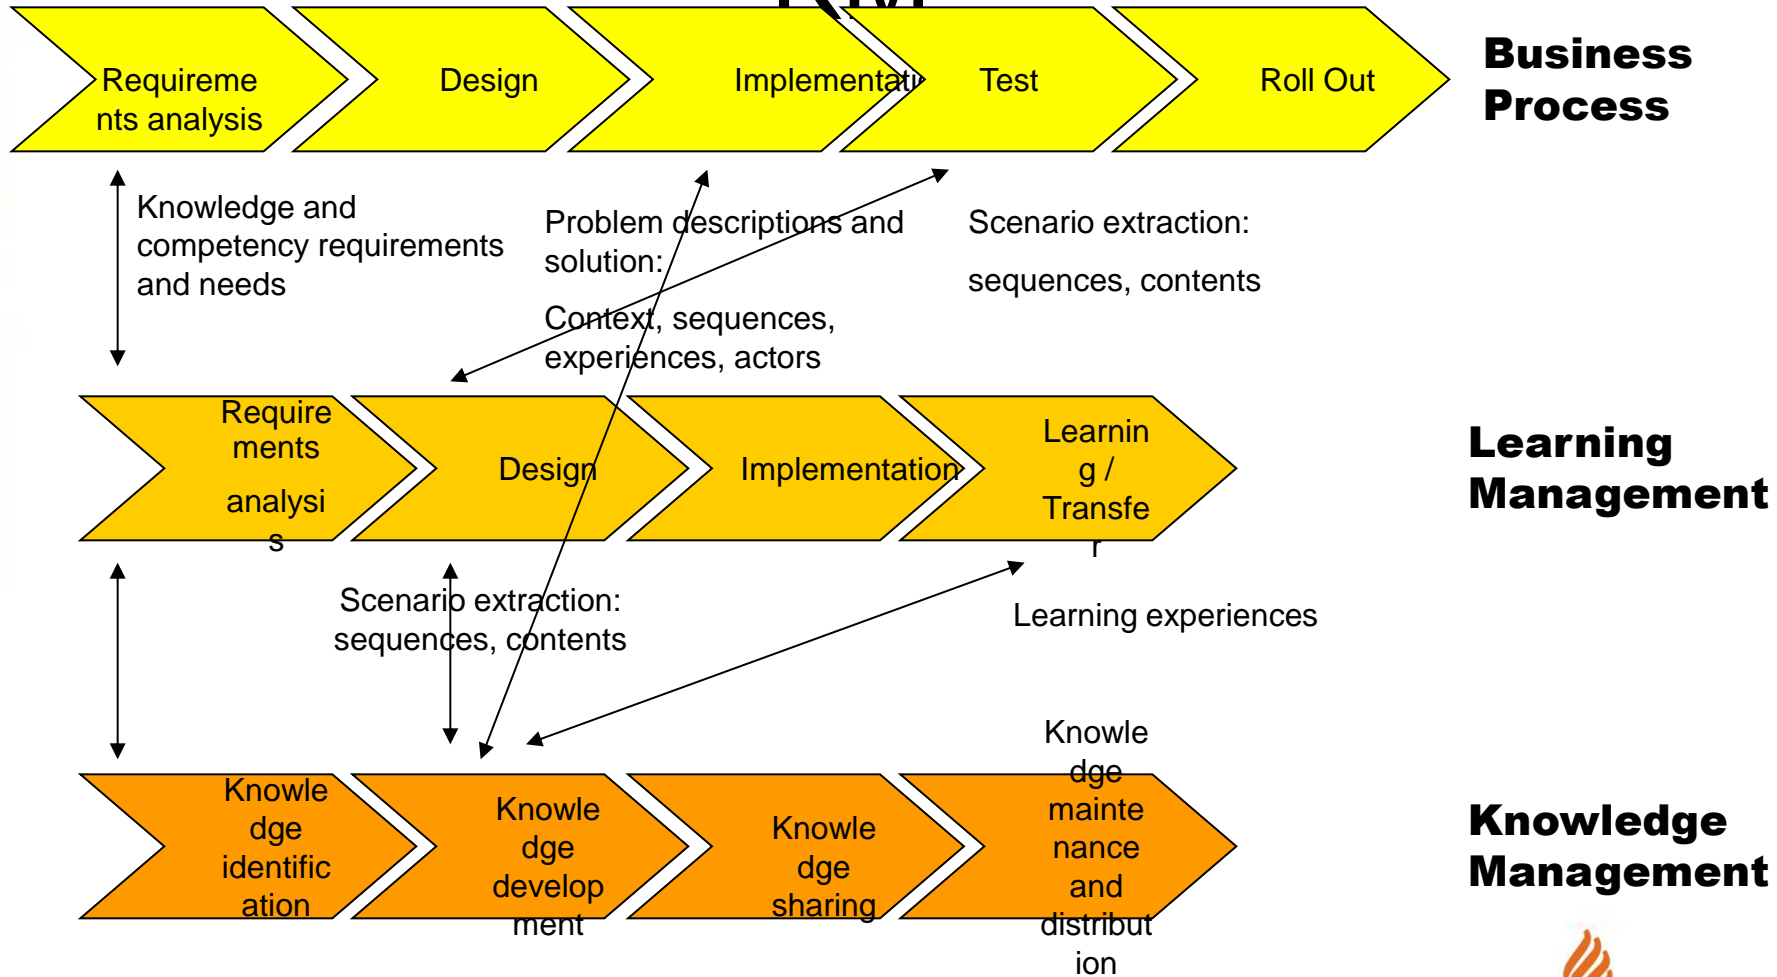 Requireme
nts analysis
Design
Implementati
Test
Roll Out
Business
Process
Knowledge and
competency requirements
and needs
Problem descriptions and
solution:
Context, sequences,
experiences, actors
Scenario extraction:
sequences, contents
Require
ments
analysi
s
Design
Implementation
Learnin
g /
Transfe
r
Learning
Management
Scenario extraction:
sequences, contents
Learning experiences
Knowle
dge
identific
ation
Knowle
dge
develop
ment
Knowle
dge
sharing
Knowle
dge
mainte
nance
and
distribut
ion
Knowledge
Management